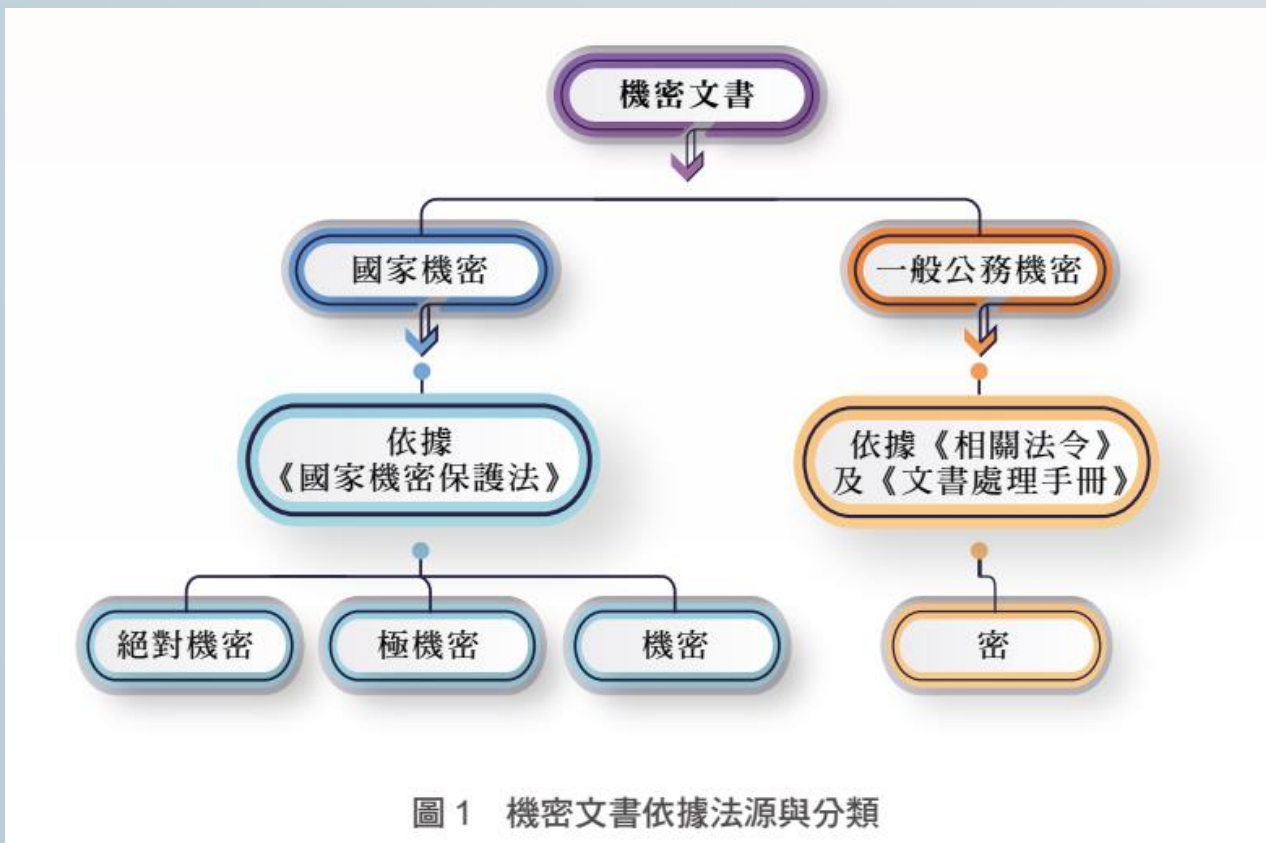 機密文書
國家機密
一般公務機密
依據
《國家機密保護法》
依據《相關法令》
及《文書處理手冊》
絕對機密
極機密
機密
密
圖 1 機密文書依據法源與分類